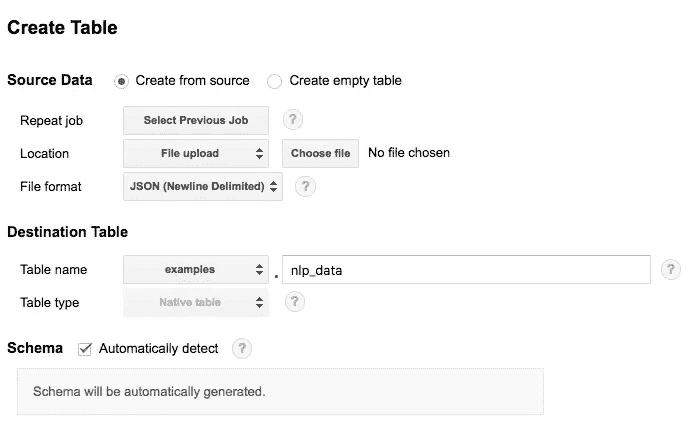 Create Table
Source Data Create from source Create empty table
Repeat job Select Previous Job ?
Location File upload Choose file No file chosen
File format JSON (Newline Delimited) ?
Destination Table
Table name examples . nlp_data ?
Table type Native table ?
Schema Automatically detect ?
Schema will be automatically generated.